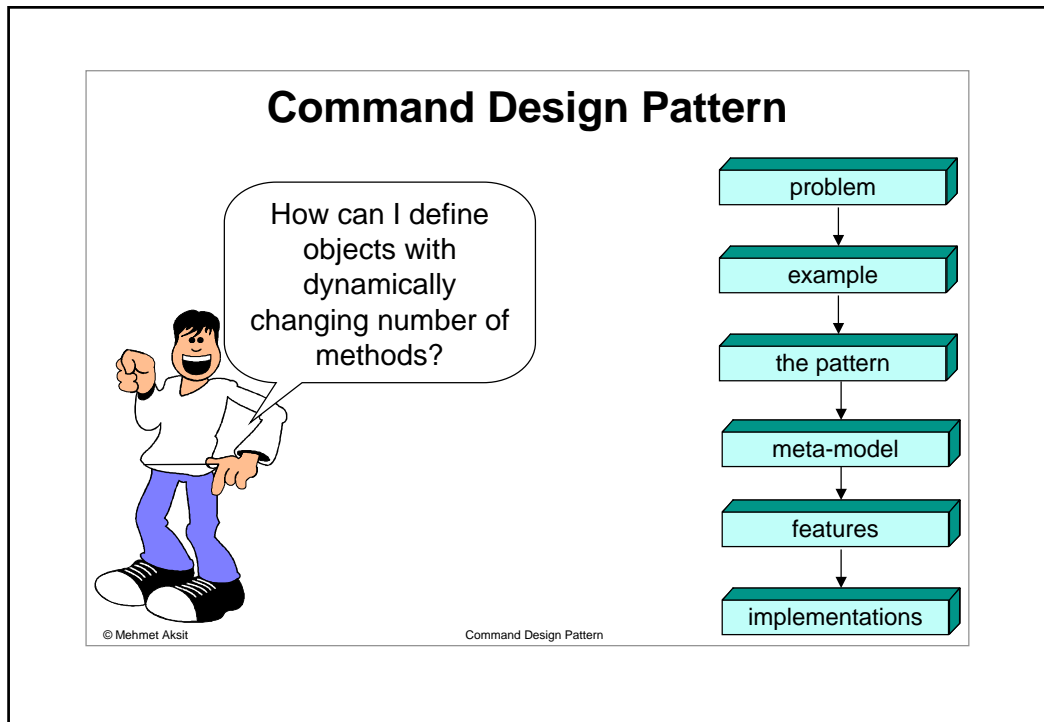 Command Design Pattern
How can I define
objects with
dynamically
changing number of
methods?
problem
example
the pattern
meta-model
features
implementations
© Mehmet Aksit
Command Design Pattern